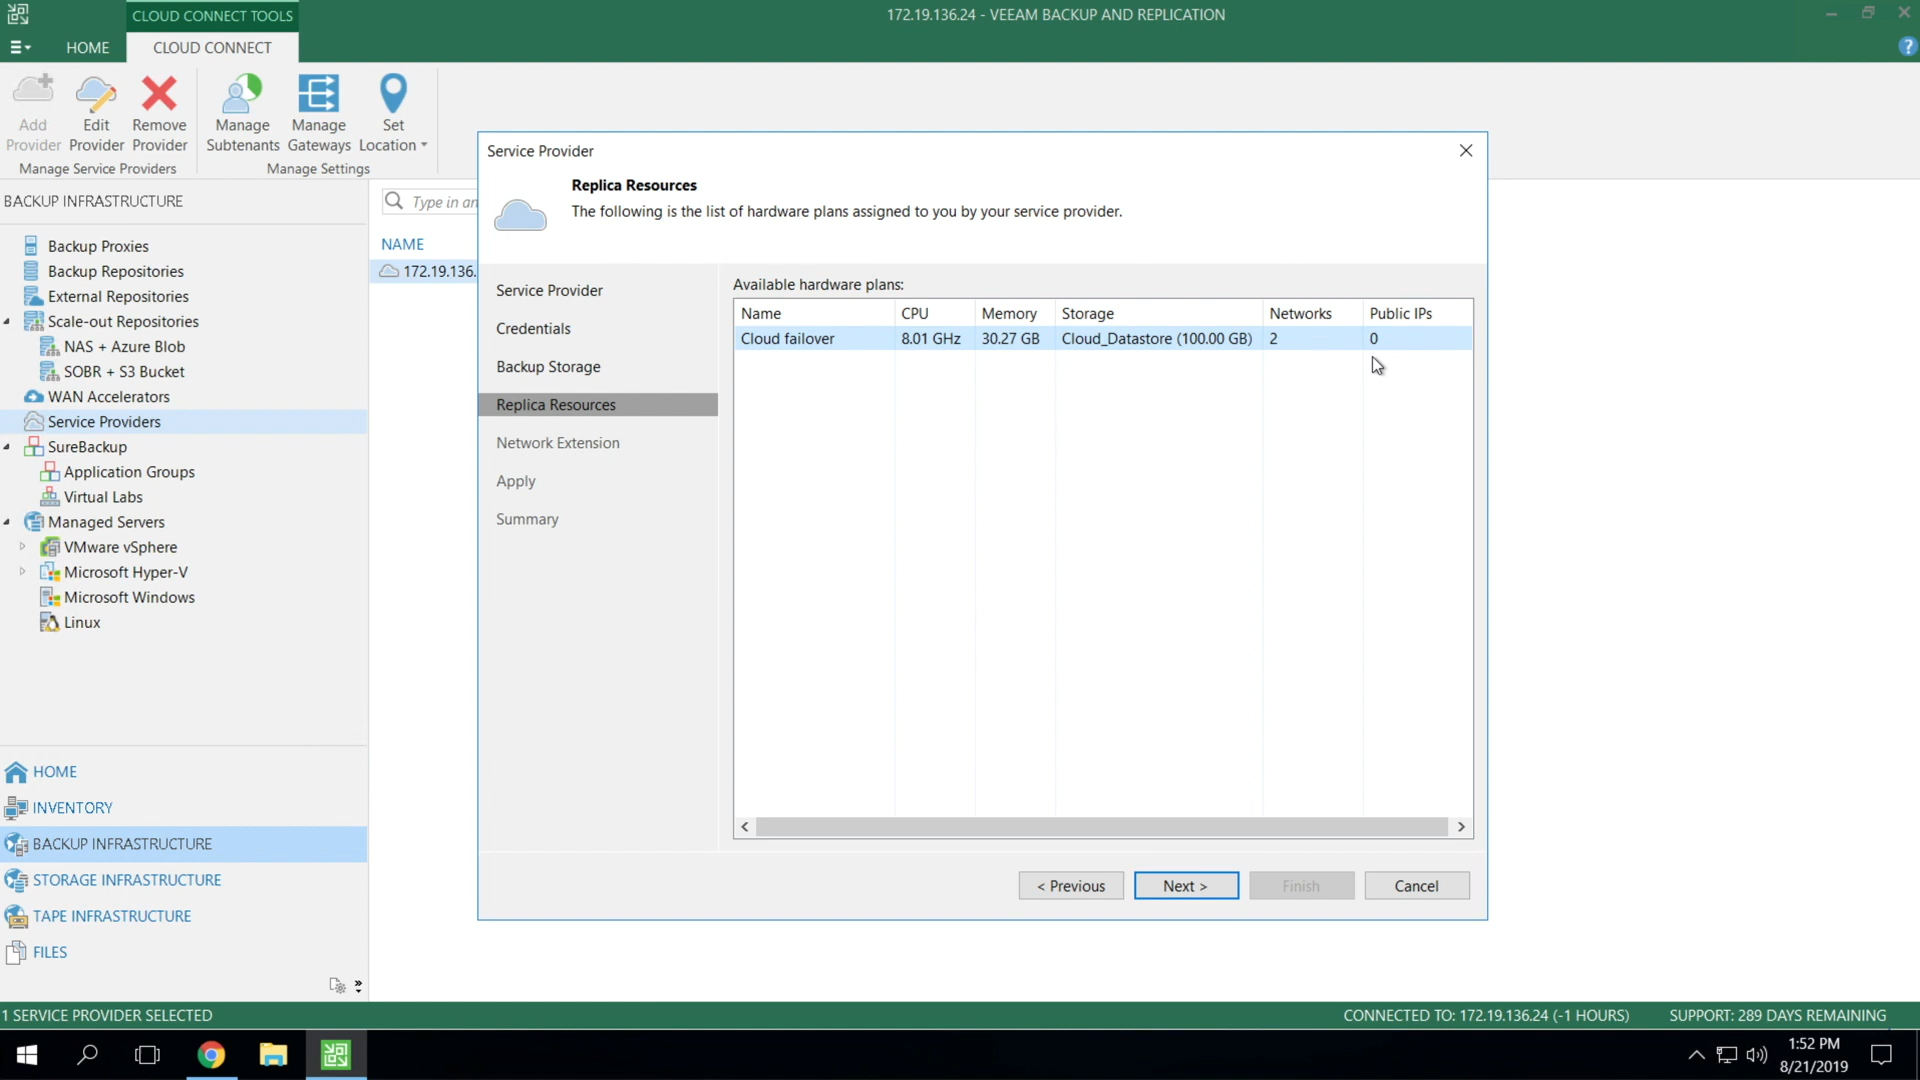 CLOUD CONNECT TOOLS
172.19.136.24 - VEEAM BACKUP AND REPLICATION
HOME
CLOUD CONNECT
Add Provider
Edit Provider
Remove Provider
Manage Subtenants
Manage Gateways
Set Location
Manage Service Providers
Manage Settings
BACKUP INFRASTRUCTURE
Backup Proxies
Backup Repositories
External Repositories
Scale-out Repositories
NAS + Azure Blob
SOBR + S3 Bucket
WAN Accelerators
Service Providers
SureBackup
Application Groups
Virtual Labs
Managed Servers
VMware vSphere
Microsoft Hyper-V
Microsoft Windows
Linux
HOME
INVENTORY
BACKUP INFRASTRUCTURE
STORAGE INFRASTRUCTURE
TAPE INFRASTRUCTURE
FILES
Type in an
NAME
172.19.136.
Service Provider
Replica Resources
The following is the list of hardware plans assigned to you by your service provider.
Service Provider
Credentials
Backup Storage
Replica Resources
Network Extension
Apply
Summary
Available hardware plans:
Name CPU Memory Storage Networks Public IPs
Cloud failover 8.01 GHz 30.27 GB Cloud_Datastore (100.00 GB) 2 0
< Previous
Next >
Finish
Cancel
1 SERVICE PROVIDER SELECTED
CONNECTED TO: 172.19.136.24 (-1 HOURS)
SUPPORT: 289 DAYS REMAINING
1:52 PM
8/21/2019